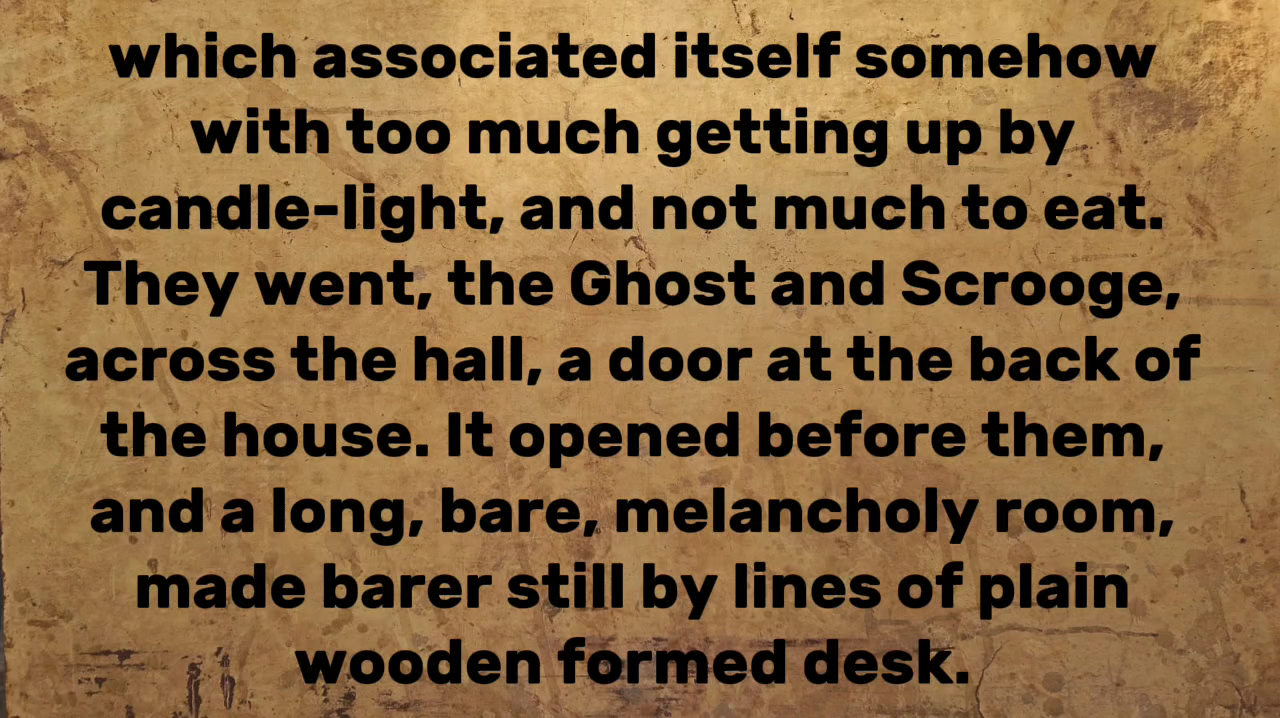 which associated itself somehow
with too much getting up by
candle-light, and not much to eat.
They went, the Ghost and Scrooge,
across the hall, a door at the back of
the house. It opened before them,
and a long, bare, melancholy room,
made barer still by lines of plain
wooden formed desk.